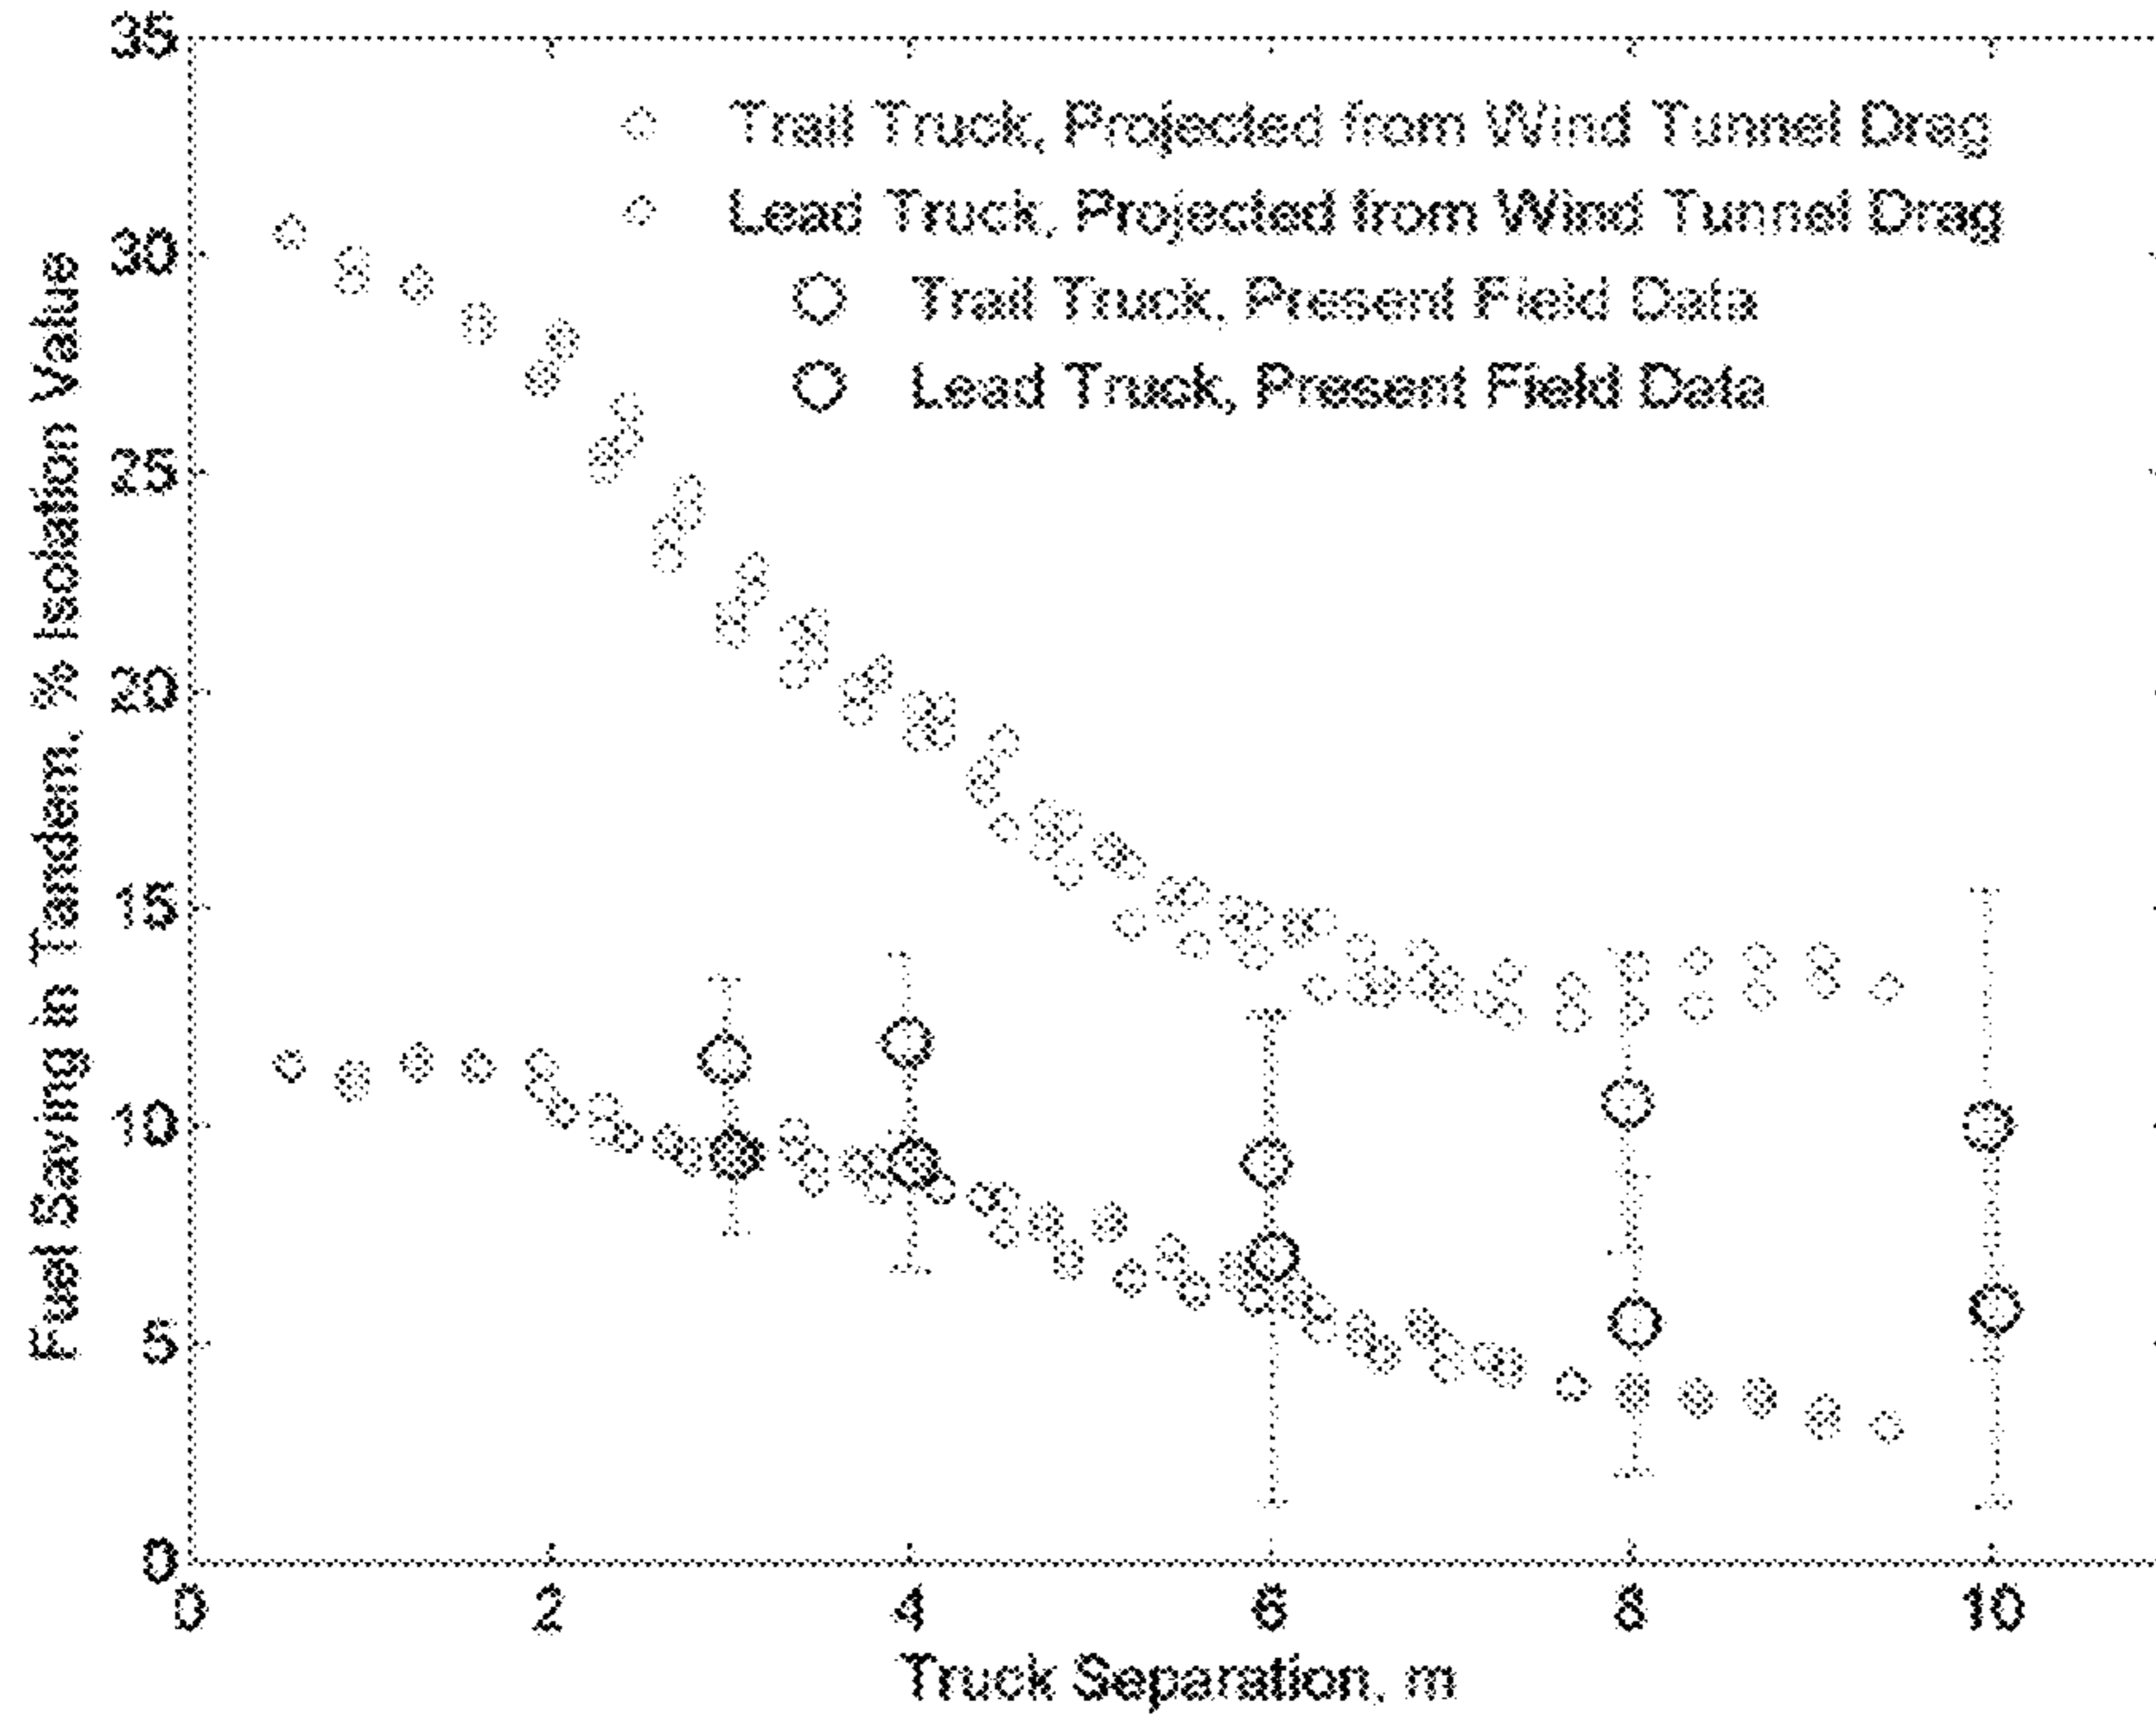 35
30
25
20
15
10
5
0
Fuel Saving in Tandem, % Isolation Value
Trail Truck, Projected from Wind Tunnel Drag
Lead Truck, Projected from Wind Tunnel Drag
Trail Truck, Present Field Data
Lead Truck, Present Field Data
0 2 4 6 8 10
Truck Separation, m